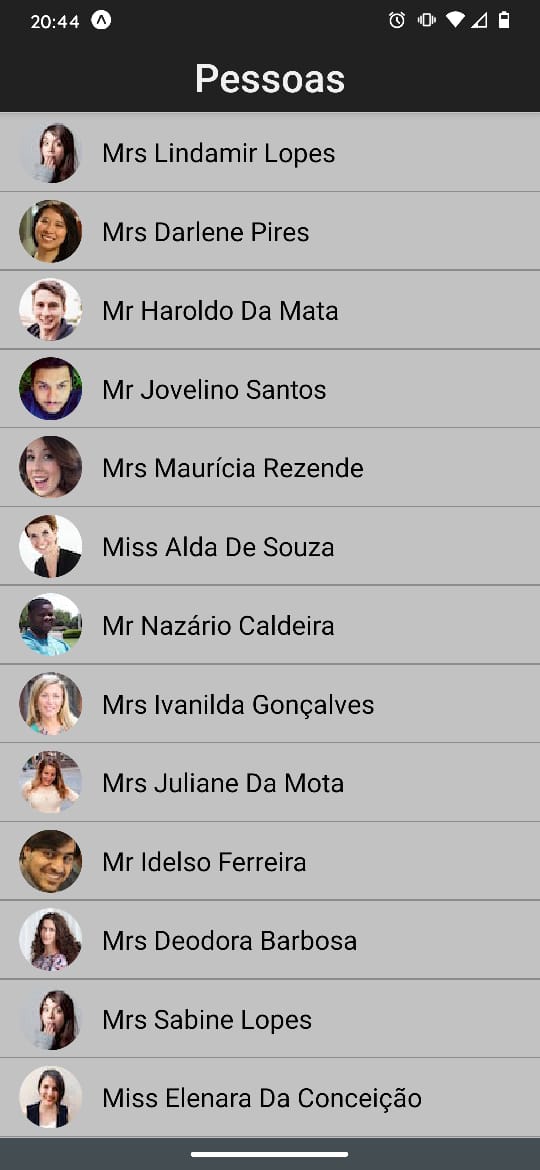 20:44
Pessoas
Mrs Lindamir Lopes
Mrs Darlene Pires
Mr Haroldo Da Mata
Mr Jovelino Santos
Mrs Maurícia Rezende
Miss Alda De Souza
Mr Nazário Caldeira
Mrs Ivanilda Gonçalves
Mrs Juliane Da Mota
Mr Idelso Ferreira
Mrs Deodora Barbosa
Mrs Sabine Lopes
Miss Elenara Da Conceição